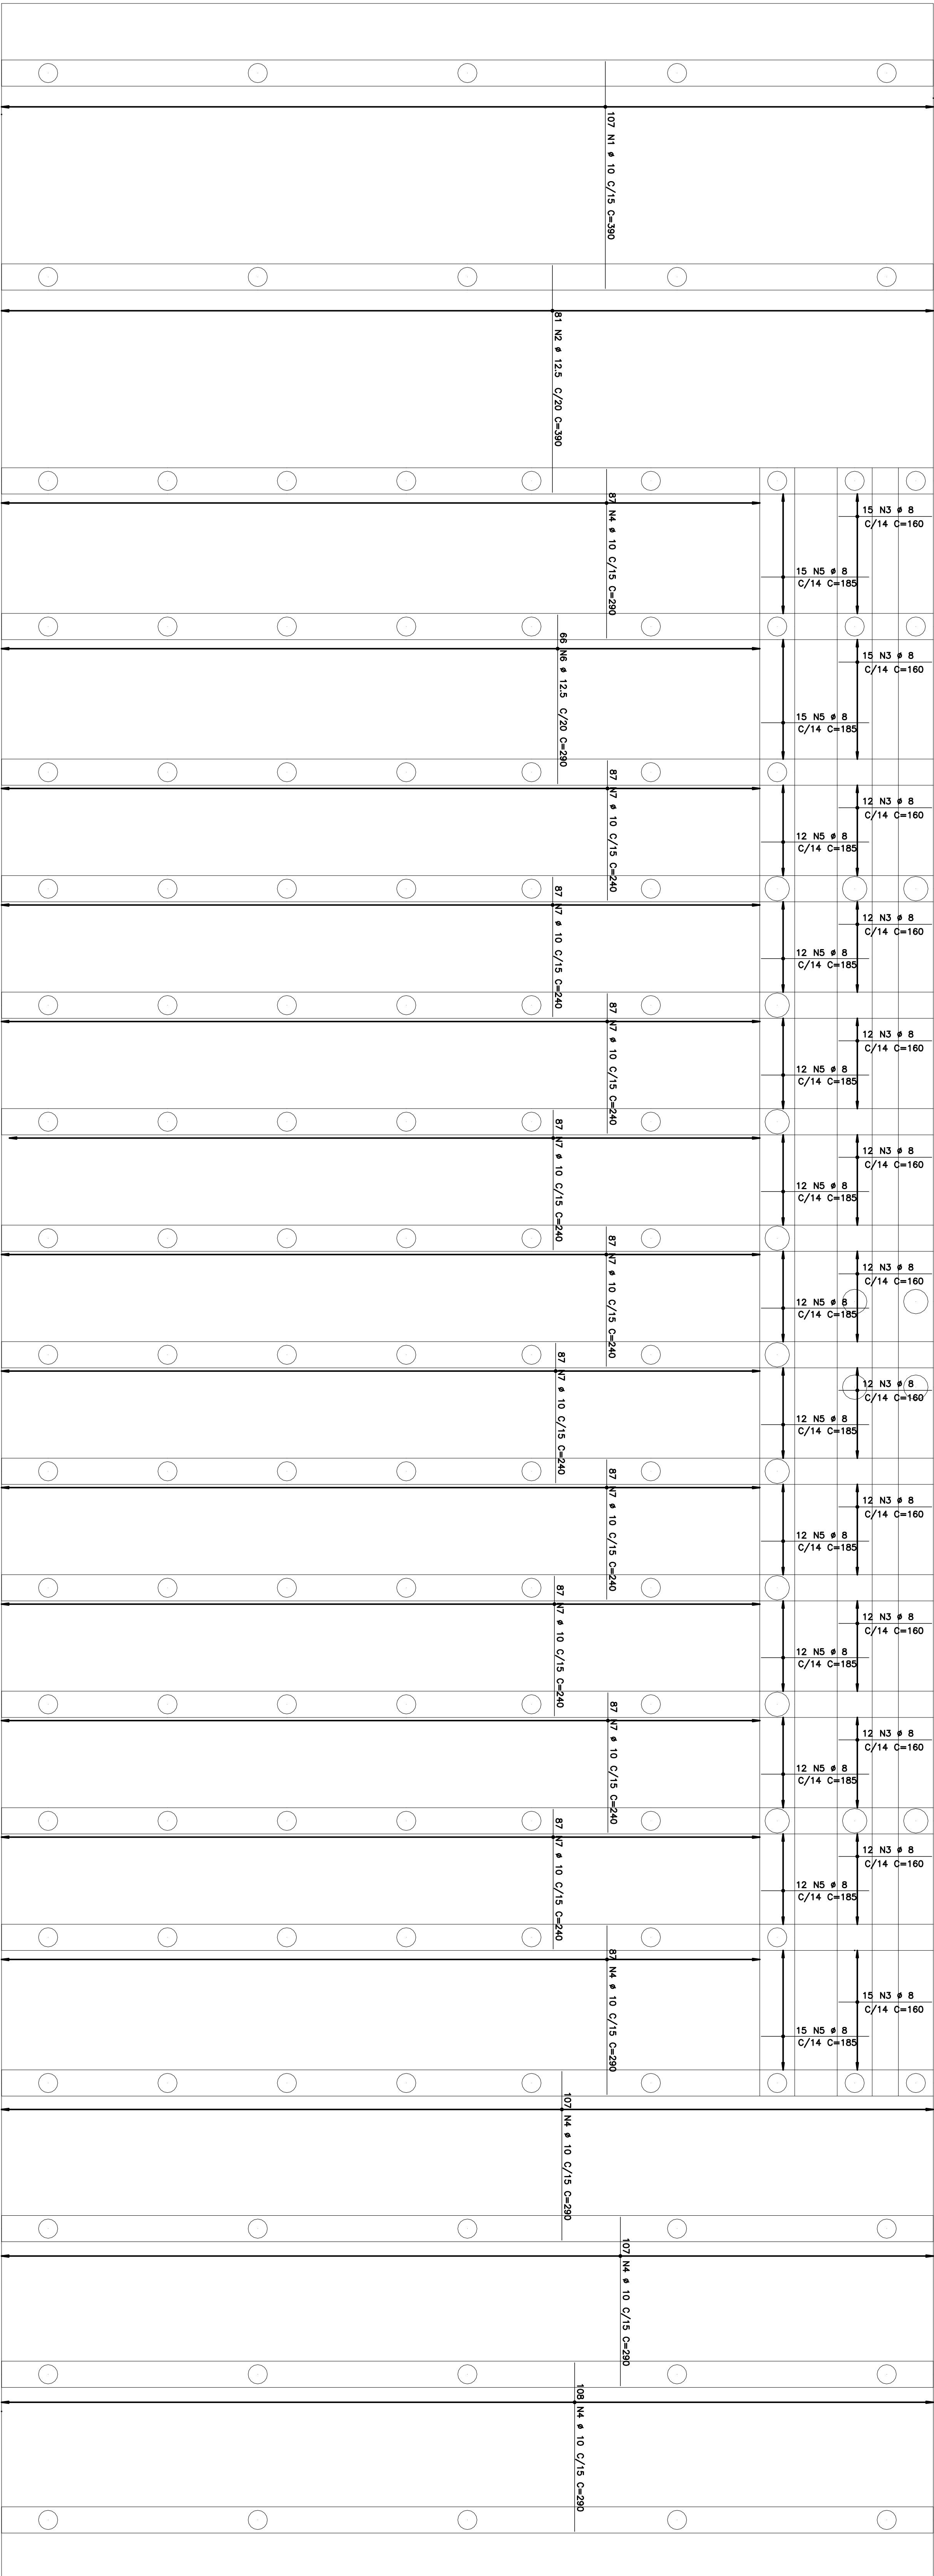 107 N1 ø 10 C/15 C=390
81 N2 ø 12.5 C/20 C=390
87 N4 ø 10 C/15 C=290
15 N3 ø 8
C/14 C=160
15 N5 ø 8
C/14 C=185
66 N6 ø 12.5 C/20 C=290
15 N3 ø 8
C/14 C=160
15 N5 ø 8
C/14 C=185
87 N7 ø 10 C/15 C=240
12 N3 ø 8
C/14 C=160
12 N5 ø 8
C/14 C=185
87 N7 ø 10 C/15 C=240
12 N3 ø 8
C/14 C=160
12 N5 ø 8
C/14 C=185
87 N7 ø 10 C/15 C=240
12 N3 ø 8
C/14 C=160
12 N5 ø 8
C/14 C=185
87 N7 ø 10 C/15 C=240
12 N3 ø 8
C/14 C=160
12 N5 ø 8
C/14 C=185
87 N7 ø 10 C/15 C=240
12 N3 ø 8
C/14 C=160
12 N5 ø 8
C/14 C=185
87 N7 ø 10 C/15 C=240
12 N3 ø 8
C/14 C=160
12 N5 ø 8
C/14 C=185
87 N7 ø 10 C/15 C=240
12 N3 ø 8
C/14 C=160
12 N5 ø 8
C/14 C=185
87 N7 ø 10 C/15 C=240
12 N3 ø 8
C/14 C=160
12 N5 ø 8
C/14 C=185
87 N7 ø 10 C/15 C=240
12 N3 ø 8
C/14 C=160
12 N5 ø 8
C/14 C=185
87 N7 ø 10 C/15 C=240
12 N3 ø 8
C/14 C=160
12 N5 ø 8
C/14 C=185
87 N4 ø 10 C/15 C=290
15 N3 ø 8
C/14 C=160
15 N5 ø 8
C/14 C=185
107 N4 ø 10 C/15 C=290
107 N4 ø 10 C/15 C=290
108 N4 ø 10 C/15 C=290